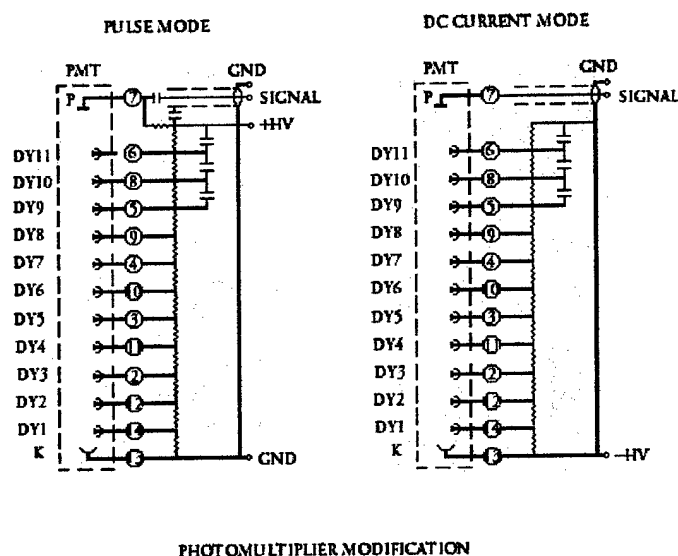 PULSE MODE
PMT
GND
P 7 SIGNAL
+HV
DY11 6
DY10 8
DY9 5
DY8 9
DY7 4
DY6 10
DY5 3
DY4 11
DY3 2
DY2 12
DY1 14
K 13 GND
DC CURRENT MODE
PMT
GND
P 7 SIGNAL
DY11 6
DY10 8
DY9 5
DY8 9
DY7 4
DY6 10
DY5 3
DY4 11
DY3 2
DY2 12
DY1 14
K 13 -HV
PHOTOMULTIPLIER MODIFICATION